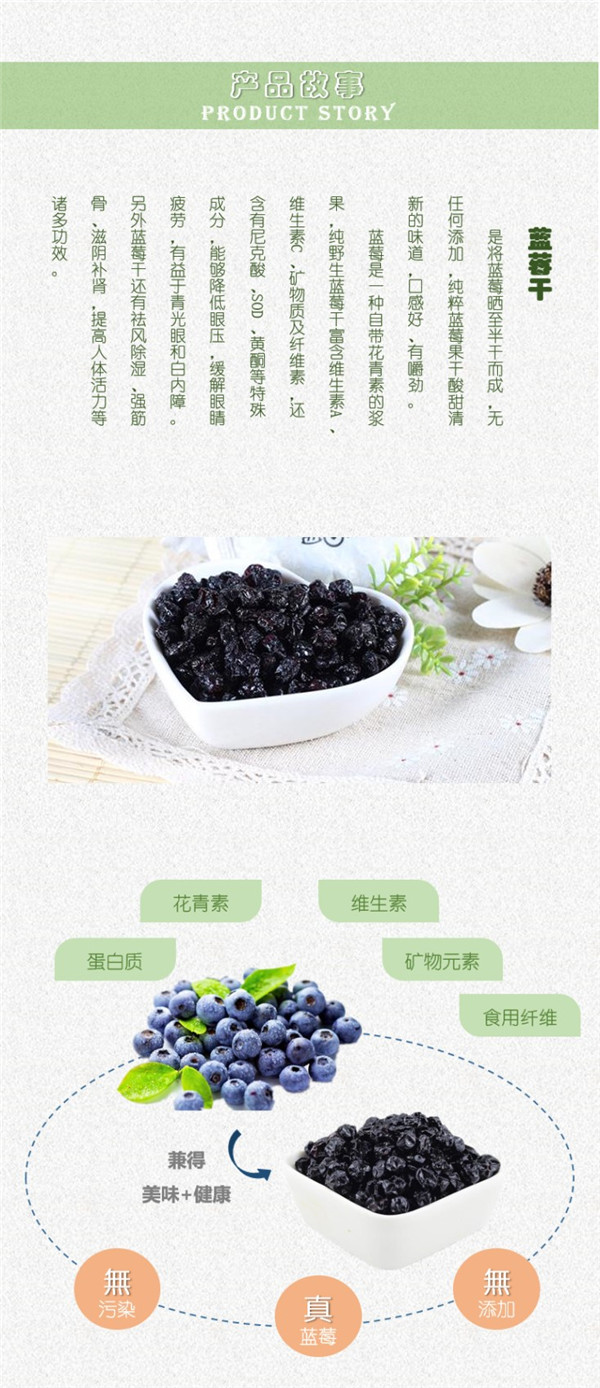 产品故事
PRODUCT STORY
蓝莓干
是将蓝莓晒至半干而成,无
任何添加,纯粹蓝莓果干酸甜清
新的味道,口感好、有嚼劲。
蓝莓是一种自带花青素的浆
果,纯野生蓝莓干富含维生素A、
维生素C、矿物质及纤维素,还
含有尼克酸、SOD、黄酮等特殊
成分,能够降低眼压,缓解眼睛
疲劳,有益于青光眼和白内障。
另外蓝莓干还有祛风除湿、强筋
骨、滋阴补肾,提高人体活力等
诸多功效。
花青素
维生素
蛋白质
矿物元素
食用纤维
兼得
美味+健康
無
污染
真
蓝莓
無
添加